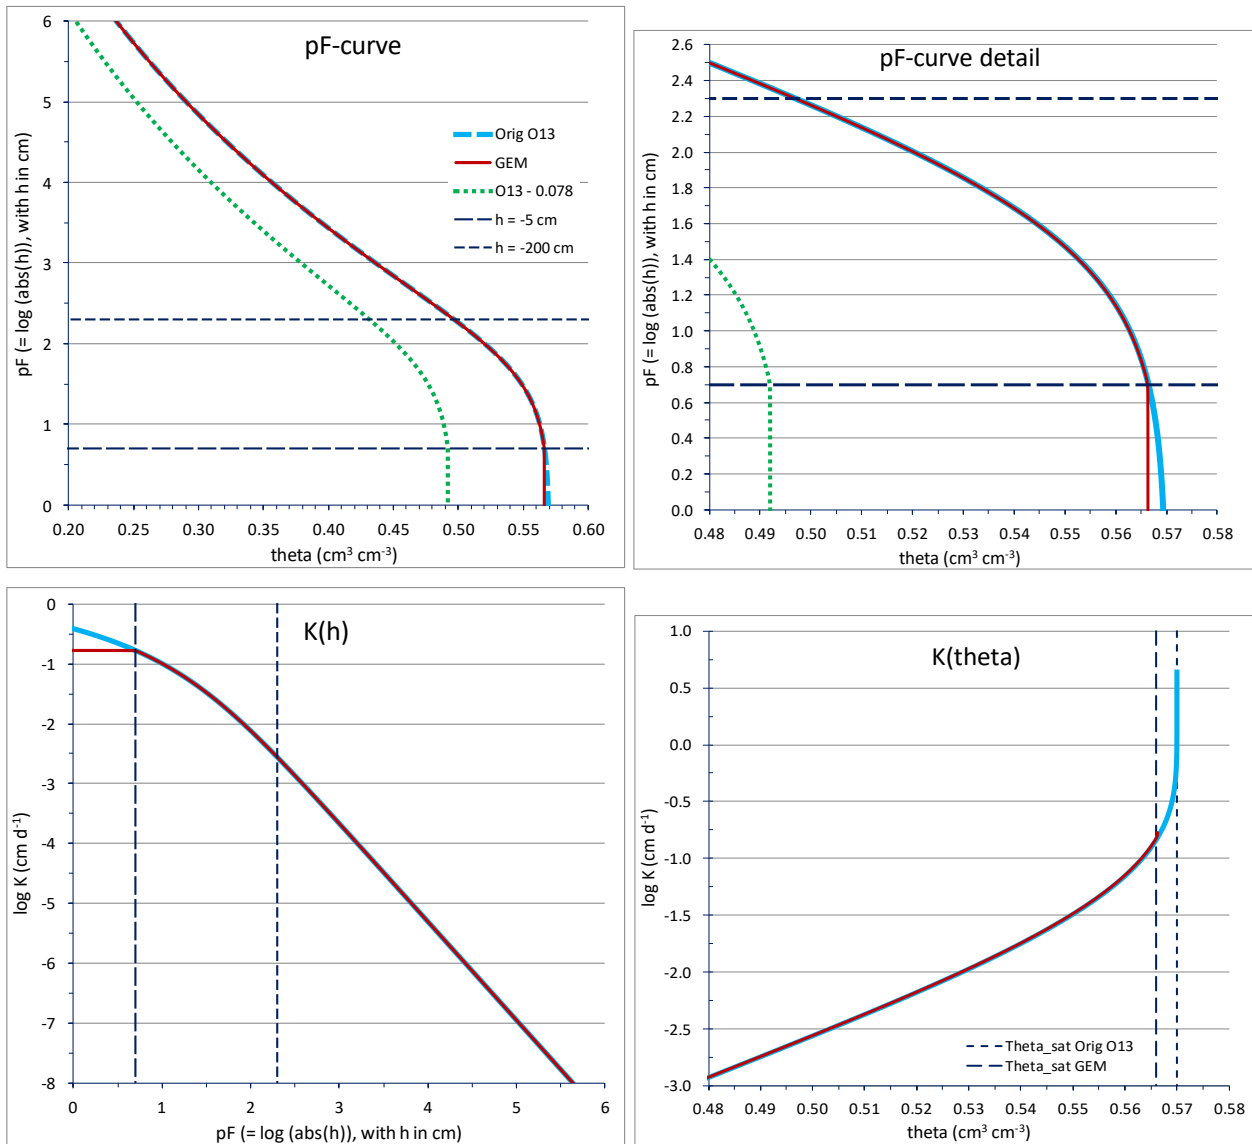 pF-curve
6
5
4
3
2
1
0
pF (= log (abs(h)), with h in cm)
0.20 0.30 0.40 0.45 0.50 0.55 0.60
theta (cm³ cm⁻³)
Orig O13
GEM
O13 - 0.078
h = -5 cm
h = -200 cm
pF-curve detail
2.6
2.4
2.2
2.0
1.8
1.6
1.4
1.2
1.0
0.8
0.6
0.4
0.2
0.0
pF (= log (abs(h)), with h in cm)
0.48 0.49 0.50 0.51 0.52 0.53 0.54 0.55 0.56 0.57 0.58
theta (cm³ cm⁻³)
K(h)
0
-1
-2
-3
-4
-5
-6
-7
-8
log K (cm d⁻¹)
0 1 2 3 4 5 6
pF (= log (abs(h)), with h in cm)
K(theta)
1.0
0.5
0.0
-0.5
-1.0
-1.5
-2.0
-2.5
-3.0
log K (cm d⁻¹)
Theta_sat Orig O13
Theta_sat GEM
0.48 0.49 0.50 0.51 0.52 0.53 0.54 0.55 0.56 0.57 0.58
theta (cm³ cm⁻³)